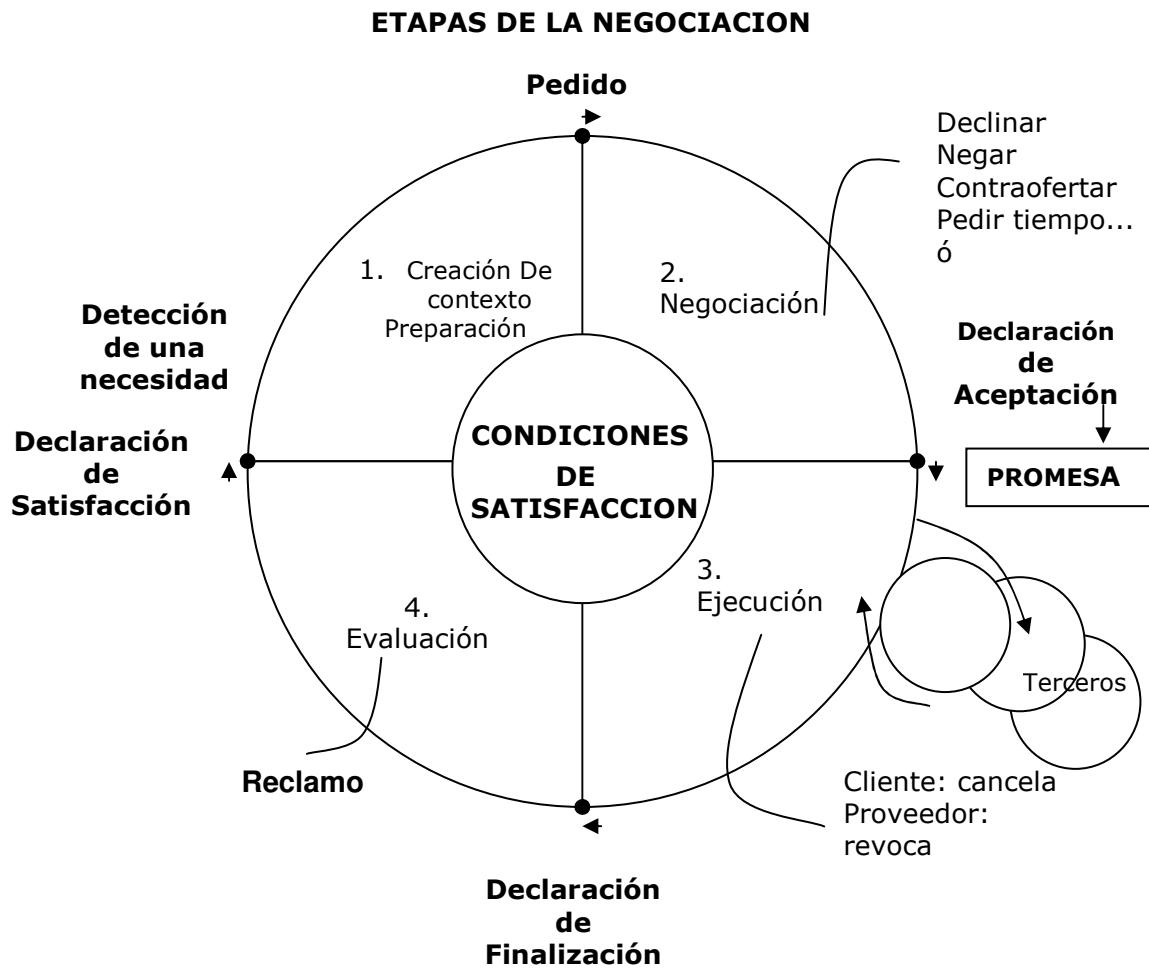 ETAPAS DE LA NEGOCIACION
Pedido
Declinar
Negar
Contraofertar
Pedir tiempo...
ó
1. Creación De
contexto
Preparación
2.
Negociación
Detección
de una
necesidad
Declaración
de
Aceptación
PROMESA
Declaración
de
Satisfacción
CONDICIONES
DE
SATISFACCION
3.
Ejecución
4.
Evaluación
Terceros
Reclamo
Cliente: cancela
Proveedor:
revoca
Declaración
de
Finalización